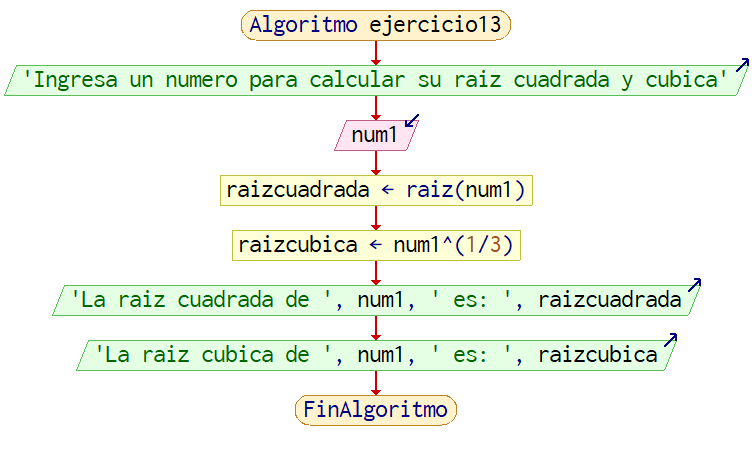 Algoritmo ejercicio13
'Ingresa un numero para calcular su raiz cuadrada y cubica'
num1
raizcuadrada ← raiz(num1)
raizcubica ← num1^(1/3)
'La raiz cuadrada de ', num1, ' es: ', raizcuadrada
'La raiz cubica de ', num1, ' es: ', raizcubica
FinAlgoritmo